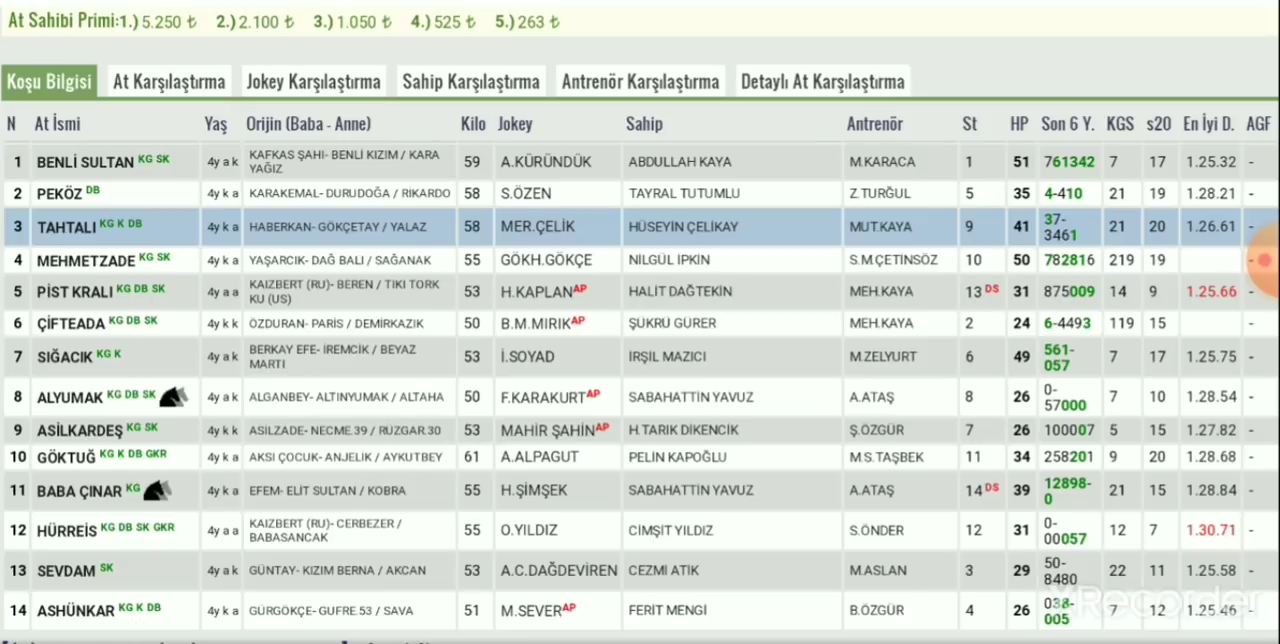 At Sahibi Primi:1.) 5.250 ₺ 2.) 2.100 ₺ 3.) 1.050 ₺ 4.) 525 ₺ 5.) 263 ₺
Koşu Bilgisi At Karşılaştırma Jokey Karşılaştırma Sahip Karşılaştırma Antrenör Karşılaştırma Detaylı At Karşılaştırma
N At İsmi Yaş Orijin (Baba - Anne) Kilo Jokey Sahip Antrenör St HP Son 6 Y. KGS s20 En İyi D. AGF
1 BENLİ SULTAN KG SK 4y a k KAFKAS ŞAHI- BENLİ KIZIM / KARA YAĞIZ 59 A.KÜRÜNDÜK ABDULLAH KAYA M.KARACA 1 51 761342 7 17 1.25.32 -
2 PEKÖZ DB 4y k a KARAKEMAL- DURUDOĞA / RIKARDO 58 S.ÖZEN TAYRAL TUTUMLU Z.TURĞUL 5 35 4-410 21 19 1.28.21 -
3 TAHTALI KG K DB 4y k a HABERKAN- GÖKÇETAY / YALAZ 58 MER.ÇELİK HÜSEYİN ÇELİKAY MUT.KAYA 9 41 37-3461 21 20 1.26.61 -
4 MEHMETZADE KG SK 4y k a YAŞARCIK- DAĞ BALI / SAĞANAK 55 GÖKH.GÖKÇE NİLGÜL İPKİN S.M.ÇETİNSÖZ 10 50 782816 219 19 -
5 PİST KRALI KG DB SK 4y a a KAIZBERT (RU)- BEREN / TIKI TORK KU (US) 53 H.KAPLAN AP HALİT DAĞTEKİN MEH.KAYA 13 DS 31 875009 14 9 1.25.66 -
6 ÇİFTEADA KG DB SK 4y k k ÖZDURAN- PARİS / DEMİRKAZIK 50 B.M.MIRIK AP ŞÜKRÜ GÜRER MEH.KAYA 2 24 6-4493 119 15 -
7 SIĞACIK KG K 4y a k BERKAY EFE- İREMCİK / BEYAZ MARTI 53 İ.SOYAD İRŞİL MAZICI M.ZELYURT 6 49 561-057 7 17 1.25.75 -
8 ALYUMAK KG DB SK 4y a k ALGANBEY- ALTINYUMAK / ALTAHA 50 F.KARAKURT AP SABAHATTİN YAVUZ A.ATAŞ 8 26 0-57000 7 10 1.28.54 -
9 ASİLKARDEŞ KG SK 4y k k ASİLZADE- NECME.39 / RÜZGAR.30 53 MAHİR ŞAHİN AP H.TARIK DİKENCİK Ş.ÖZGÜR 7 26 100007 5 15 1.27.82 -
10 GÖKTUĞ KG K DB GKR 4y k a AKSI ÇOCUK- ANJELİK / AYKUTBEY 61 A.ALPAGUT PELİN KAPOĞLU M.S.TAŞBEK 11 34 258201 9 20 1.28.68 -
11 BABA ÇINAR KG 4y k a EFEM- ELİT SULTAN / KOBRA 55 H.ŞİMŞEK SABAHATTİN YAVUZ A.ATAŞ 14 DS 39 12898-0 21 15 1.28.84 -
12 HÜRREİS KG DB SK GKR 4y a a KAIZBERT (RU)- CERBEZER / BABASANCAK 55 O.YILDIZ CİMŞİT YILDIZ S.ÖNDER 12 31 0-00057 12 7 1.30.71 -
13 SEVDAM SK 4y a k GÜNTAY- KIZIM BERNA / AKCAN 53 A.C.DAĞDEVİREN CEZMİ ATİK M.ASLAN 3 29 50-8480 22 11 1.25.58 -
14 ASHÜNKAR KG K DB 4y k a GÜRGÖKÇE- GUFRE.53 / SAVA 51 M.SEVER AP FERİT MENGİ B.ÖZGÜR 4 26 038-005 7 12 1.25.46 -
XRecorder